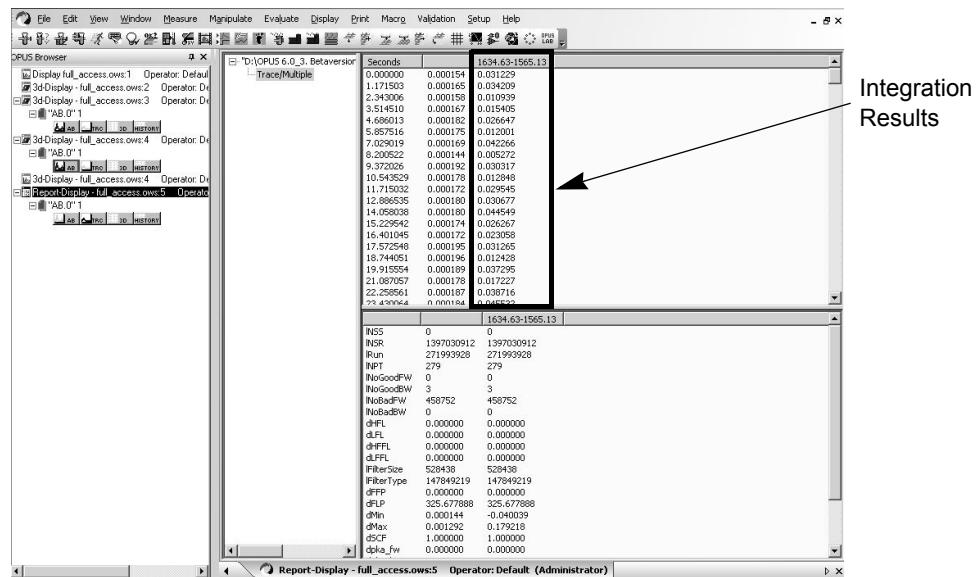 File Edit View Window Measure Manipulate Evaluate Display Print Macro Validation Setup Help
OPUS LAB
OPUS Browser
Display full_access.ows:1 Operator: Defaul
3d-Display - full_access.ows:2 Operator: De
3d-Display - full_access.ows:3 Operator: De
"AB.0" 1
AB TRC 3D HISTORY
3d-Display - full_access.ows:4 Operator: De
"AB.0" 1
AB TRC 3D HISTORY
3d-Display - full_access.ows:4 Operator: De
Report-Display - full_access.ows:5 Operato
"AB.0" 1
AB TRC 3D HISTORY
"D:\OPUS 6.0_3. Betaversior
Trace/Multiple
Seconds 1634.63-1565.13
0.000000 0.000154 0.031229
1.171503 0.000165 0.034209
2.343006 0.000158 0.010939
3.514510 0.000167 0.015405
4.686013 0.000182 0.026647
5.857516 0.000175 0.012001
7.029019 0.000169 0.042266
8.200522 0.000144 0.005272
9.372026 0.000192 0.030317
10.543529 0.000178 0.012848
11.715032 0.000172 0.029545
12.886535 0.000180 0.030677
14.058038 0.000180 0.044549
15.229542 0.000174 0.026267
16.401045 0.000172 0.023058
17.572548 0.000195 0.031265
18.744051 0.000196 0.012428
19.915554 0.000189 0.037295
21.087057 0.000178 0.017227
22.258561 0.000187 0.038716
23.430064 0.000184 0.045532
Integration
Results
1634.63-1565.13
lNSS 0 0
lNSR 1397030912 1397030912
lRun 271993928 271993928
lNPT 279 279
lNoGoodFW 0 0
lNoGoodBW 3 3
lNoBadFW 458752 458752
lNoBadBW 0 0
dHFL 0.000000 0.000000
dLFL 0.000000 0.000000
dHFFL 0.000000 0.000000
dLFFL 0.000000 0.000000
lFilterSize 528438 528438
lFilterType 147849219 147849219
dFFP 0.000000 0.000000
dFLP 325.677888 325.677888
dMin 0.000144 -0.040039
dMax 0.001292 0.179218
dSCF 1.000000 1.000000
dpka_fw 0.000000 0.000000
Report-Display - full_access.ows:5 Operator: Default (Administrator)